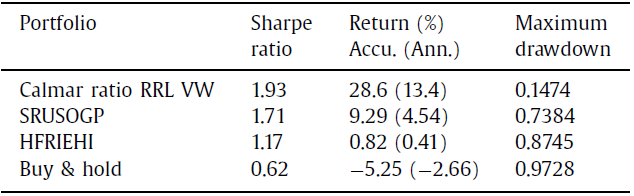 Portfolio Sharpe Return (%) Maximum
ratio Accu. (Ann.) drawdown
Calmar ratio RRL VW 1.93 28.6 (13.4) 0.1474
SRUSOGP 1.71 9.29 (4.54) 0.7384
HFRIEHI 1.17 0.82 (0.41) 0.8745
Buy & hold 0.62 −5.25 (−2.66) 0.9728